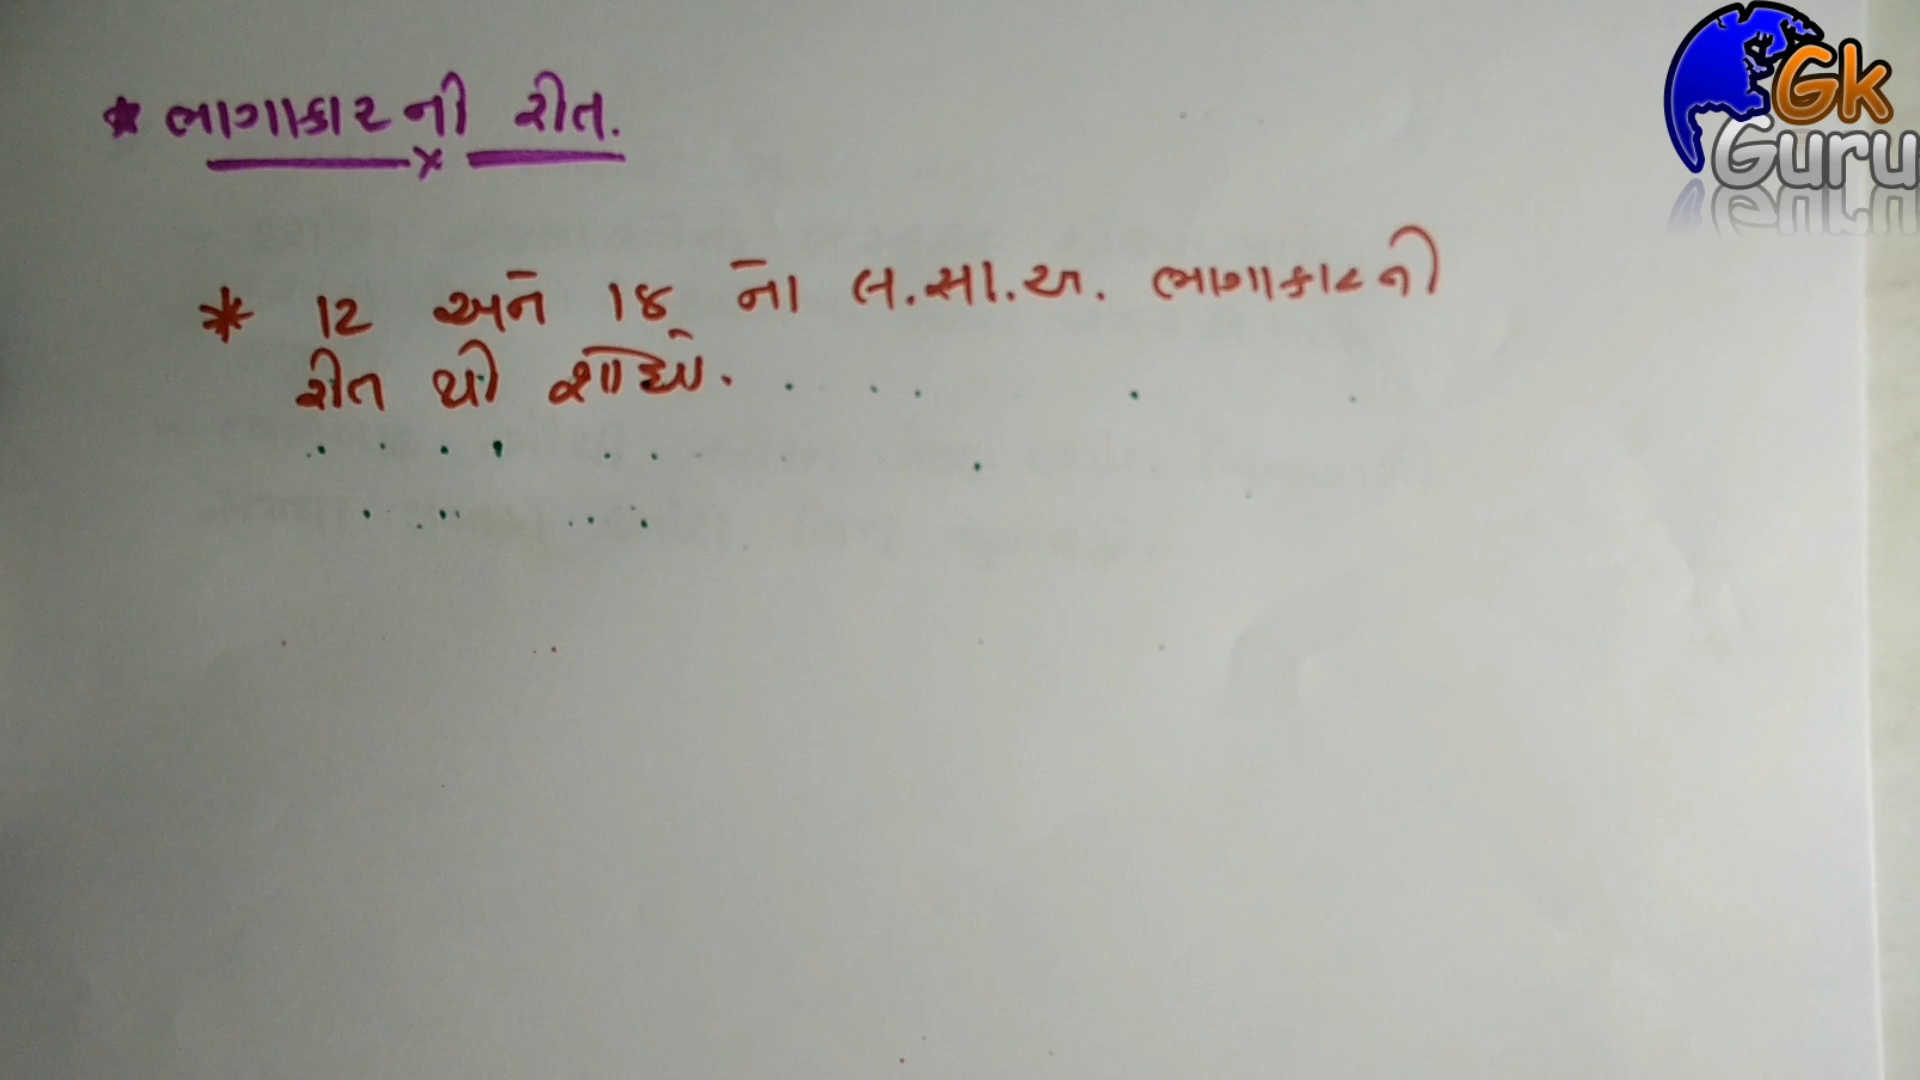 * ભાગાકારની રીત.
* 12 અને 18 ના લ.સા.અ. ભાગાકારની
રીત થી શોધો.
Gk
Guru